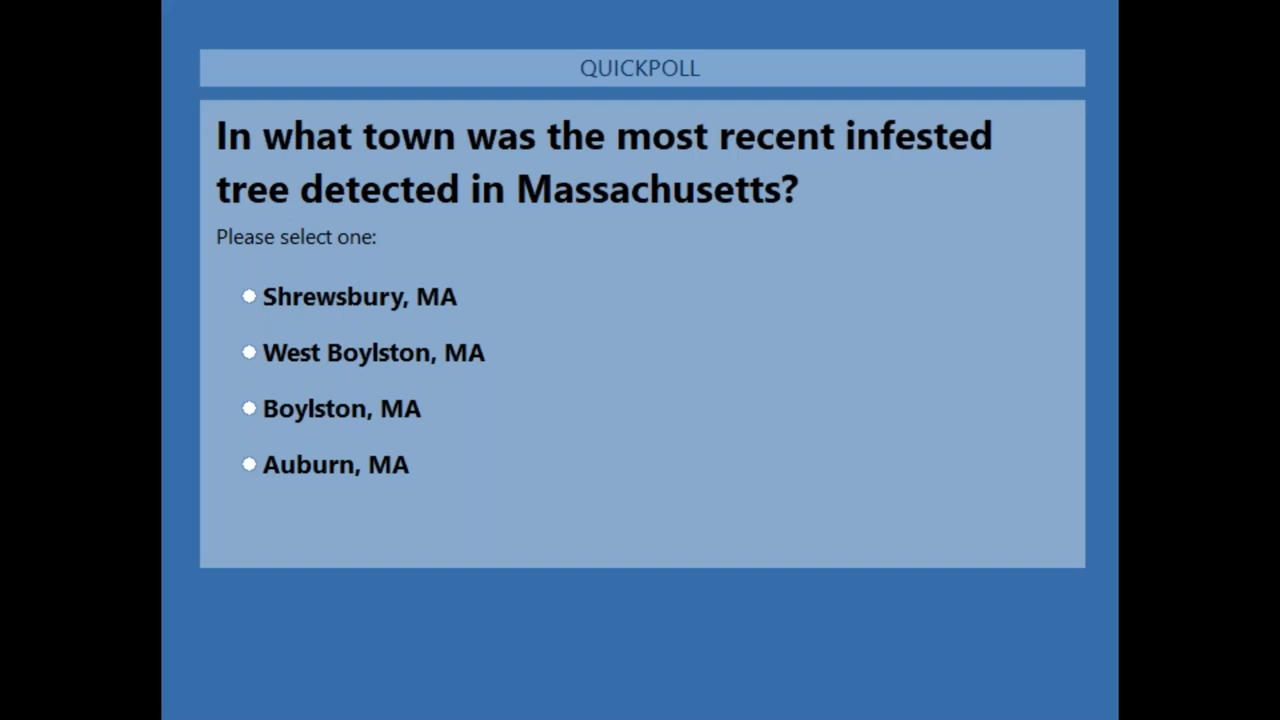 QUICKPOLL
In what town was the most recent infested
tree detected in Massachusetts?
Please select one:
Shrewsbury, MA
West Boylston, MA
Boylston, MA
Auburn, MA